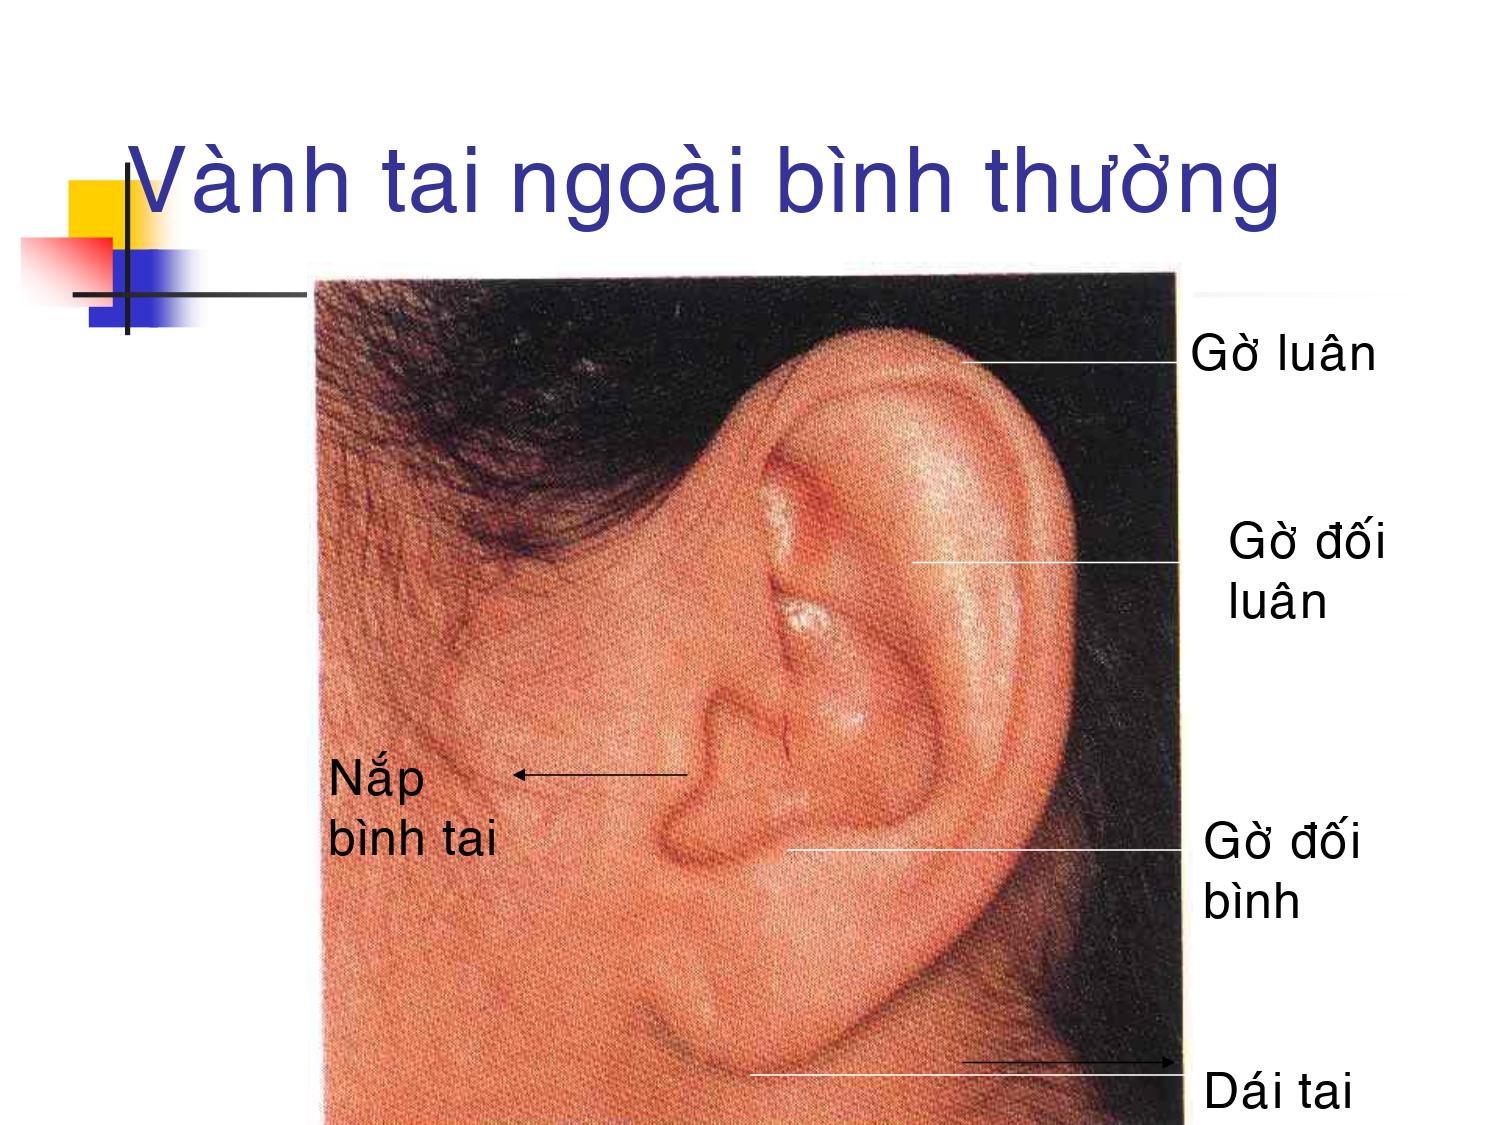 Vành tai ngoài bình thường
Gờ luân
Gờ đối
luân
Nắp
bình tai
Gờ đối
bình
Dái tai